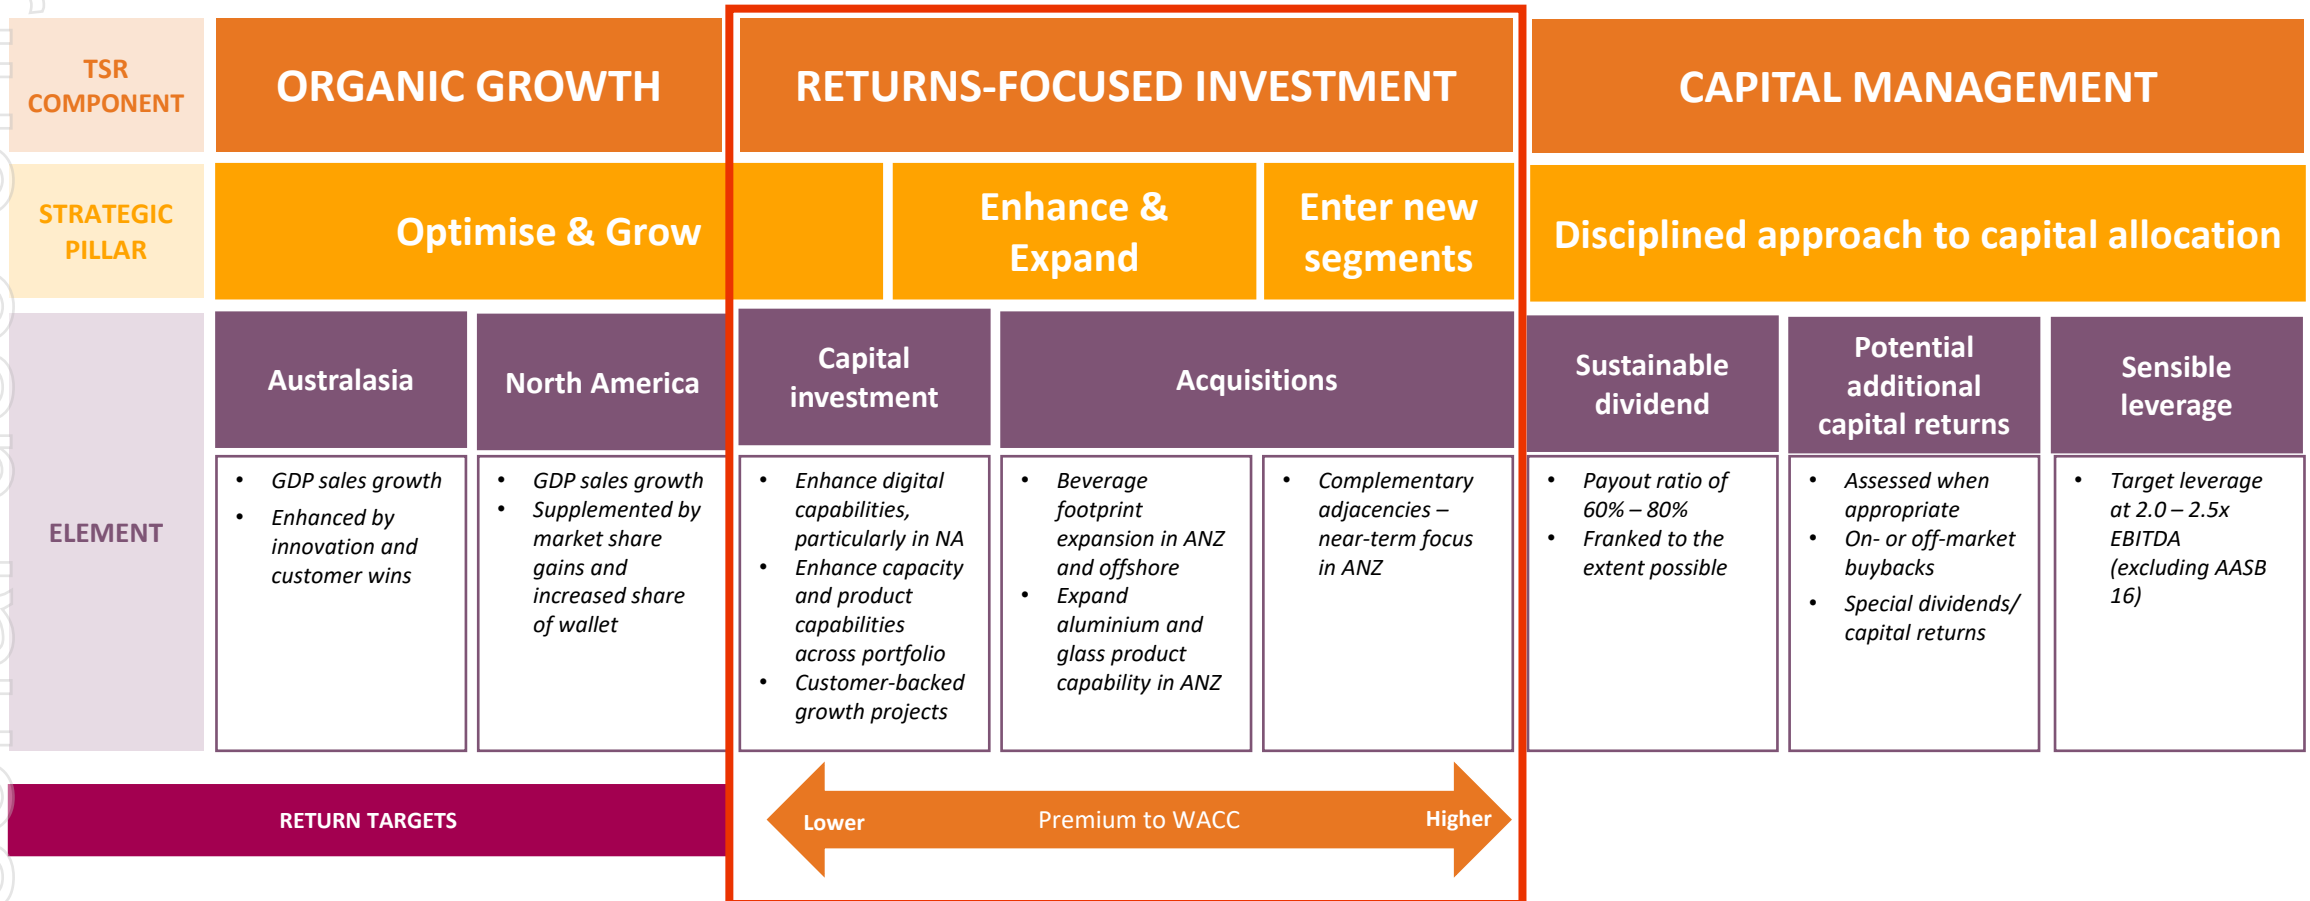 TSR
COMPONENT
ORGANIC GROWTH
RETURNS-FOCUSED INVESTMENT
CAPITAL MANAGEMENT
STRATEGIC
PILLAR
Optimise & Grow
Enhance &
Expand
Enter new
segments
Disciplined approach to capital allocation
ELEMENT
Australasia
North America
Capital
investment
Acquisitions
Sustainable
dividend
Potential
additional
capital returns
Sensible
leverage
• GDP sales growth
• Enhanced by
innovation and
customer wins
• GDP sales growth
• Supplemented by
market share
gains and
increased share
of wallet
• Enhance digital
capabilities,
particularly in NA
• Enhance capacity
and product
capabilities
across portfolio
• Customer-backed
growth projects
• Beverage
footprint
expansion in ANZ
and offshore
• Expand
aluminium and
glass product
capability in ANZ
• Complementary
adjacencies –
near-term focus
in ANZ
• Payout ratio of
60% – 80%
• Franked to the
extent possible
• Assessed when
appropriate
• On- or off-market
buybacks
• Special dividends/
capital returns
• Target leverage
at 2.0 – 2.5x
EBITDA
(excluding AASB
16)
RETURN TARGETS
Lower
Premium to WACC
Higher